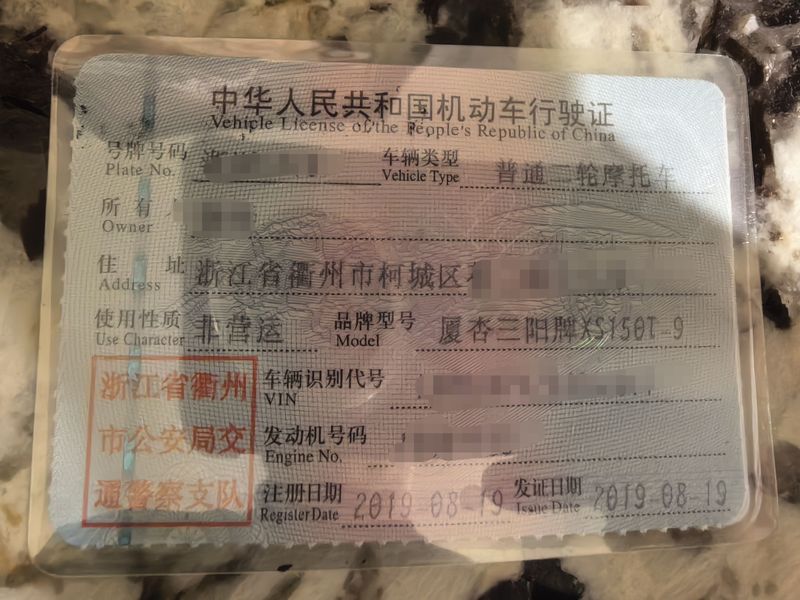 中华人民共和国机动车行驶证
Vehicle License of the People's Republic of China
号牌号码 车辆类型 普通二轮摩托车
Plate No. Vehicle Type
所有
Owner
住址 浙江省衢州市柯城区
Address
使用性质 非营运 品牌型号 厦杏三阳牌XS150T-9
Use Character Model
浙江省衢州 车辆识别代号
VIN
市公安局交 发动机号码
Engine No.
通警察支队 注册日期 2019-08-19 发证日期 2019-08-19
Register Date Issue Date